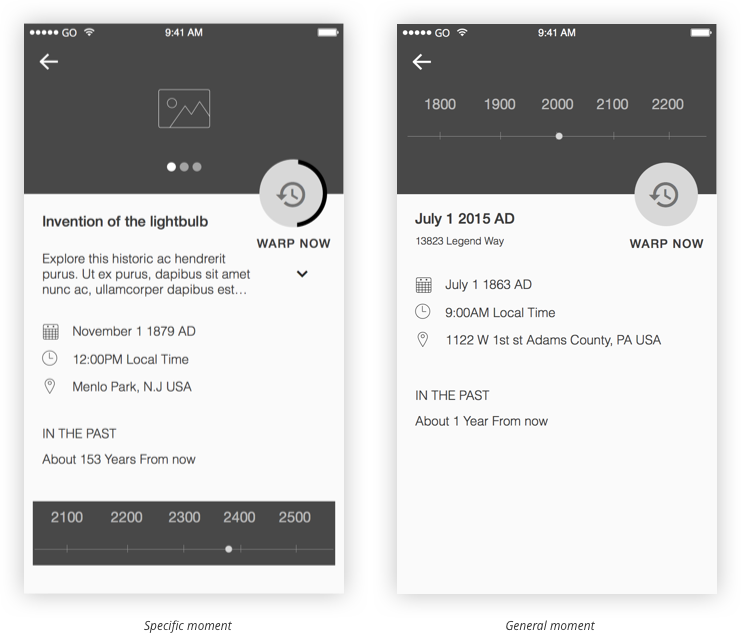 GO 9:41 AM
Invention of the lightbulb
WARP NOW
Explore this historic ac hendrerit
purus. Ut ex purus, dapibus sit amet
nunc ac, ullamcorper dapibus est...
November 1 1879 AD
12:00PM Local Time
Menlo Park, N.J USA
IN THE PAST
About 153 Years From now
2100 2200 2300 2400 2500
Specific moment
GO 9:41 AM
1800 1900 2000 2100 2200
July 1 2015 AD
13823 Legend Way
WARP NOW
July 1 1863 AD
9:00AM Local Time
1122 W 1st st Adams County, PA USA
IN THE PAST
About 1 Year From now
General moment